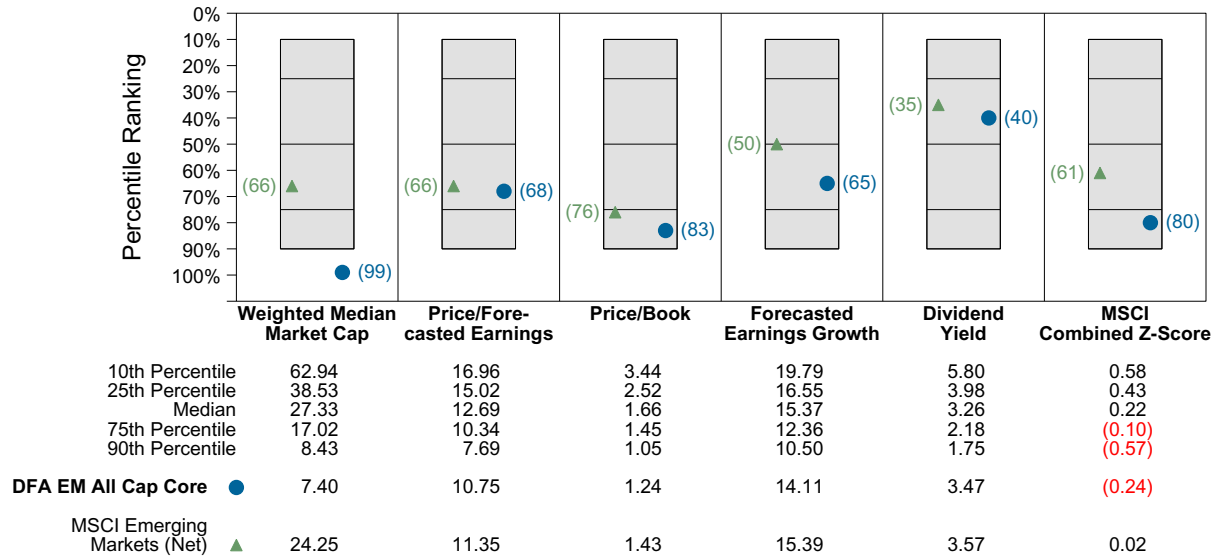 0%
10%
20%
30%
40%
50%
60%
70%
80%
90%
100%
Percentile Ranking
(66) (99)
(66) (68)
(76) (83)
(50) (65)
(35) (40)
(61) (80)
Weighted Median Market Cap
Price/Fore-
casted Earnings
Price/Book
Forecasted
Earnings Growth
Dividend
Yield
MSCI
Combined Z-Score
10th Percentile 62.94 16.96 3.44 19.79 5.80 0.58
25th Percentile 38.53 15.02 2.52 16.55 3.98 0.43
Median 27.33 12.69 1.66 15.37 3.26 0.22
75th Percentile 17.02 10.34 1.45 12.36 2.18 (0.10)
90th Percentile 8.43 7.69 1.05 10.50 1.75 (0.57)
DFA EM All Cap Core 7.40 10.75 1.24 14.11 3.47 (0.24)
MSCI Emerging
Markets (Net) 24.25 11.35 1.43 15.39 3.57 0.02